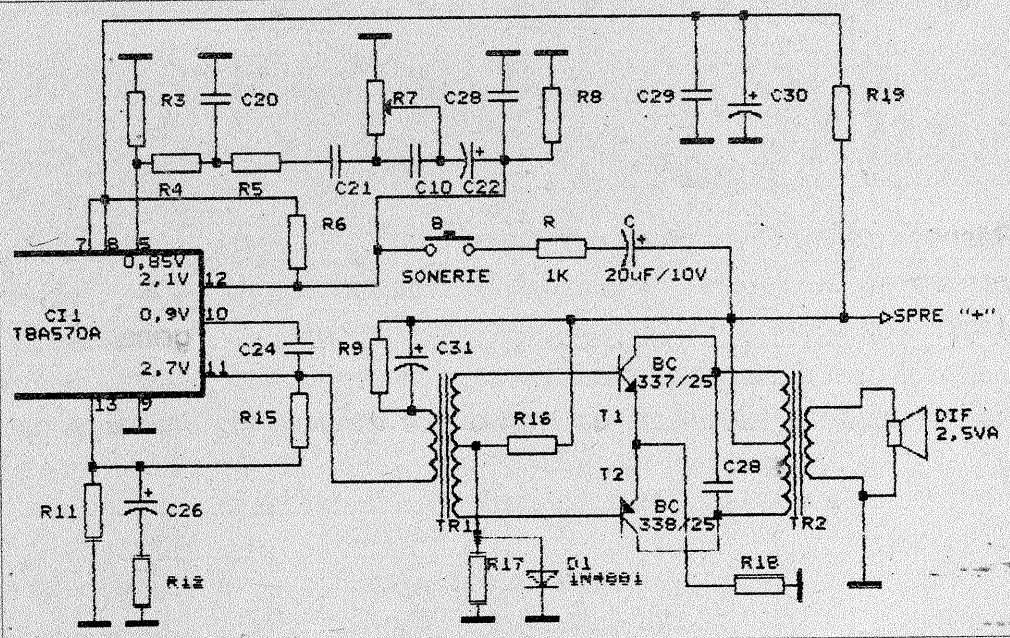 R3
C20
R7
C28
R8
C29
C30
R19
R4
R5
C21
C10
C22
R6
B
R
C
SONERIE
1K
20uF/10V
7
8
5
0,85V
2,1V
12
CI1
TBA570A
0,9V
10
2,7V
11
13
9
C24
R9
C31
SPRE "+"
BC
337/25
T1
R15
R16
DIF
2,5VA
T2
C28
BC
338/25
TR1
TR2
R11
C26
R12
R17
D1
1N4001
R18